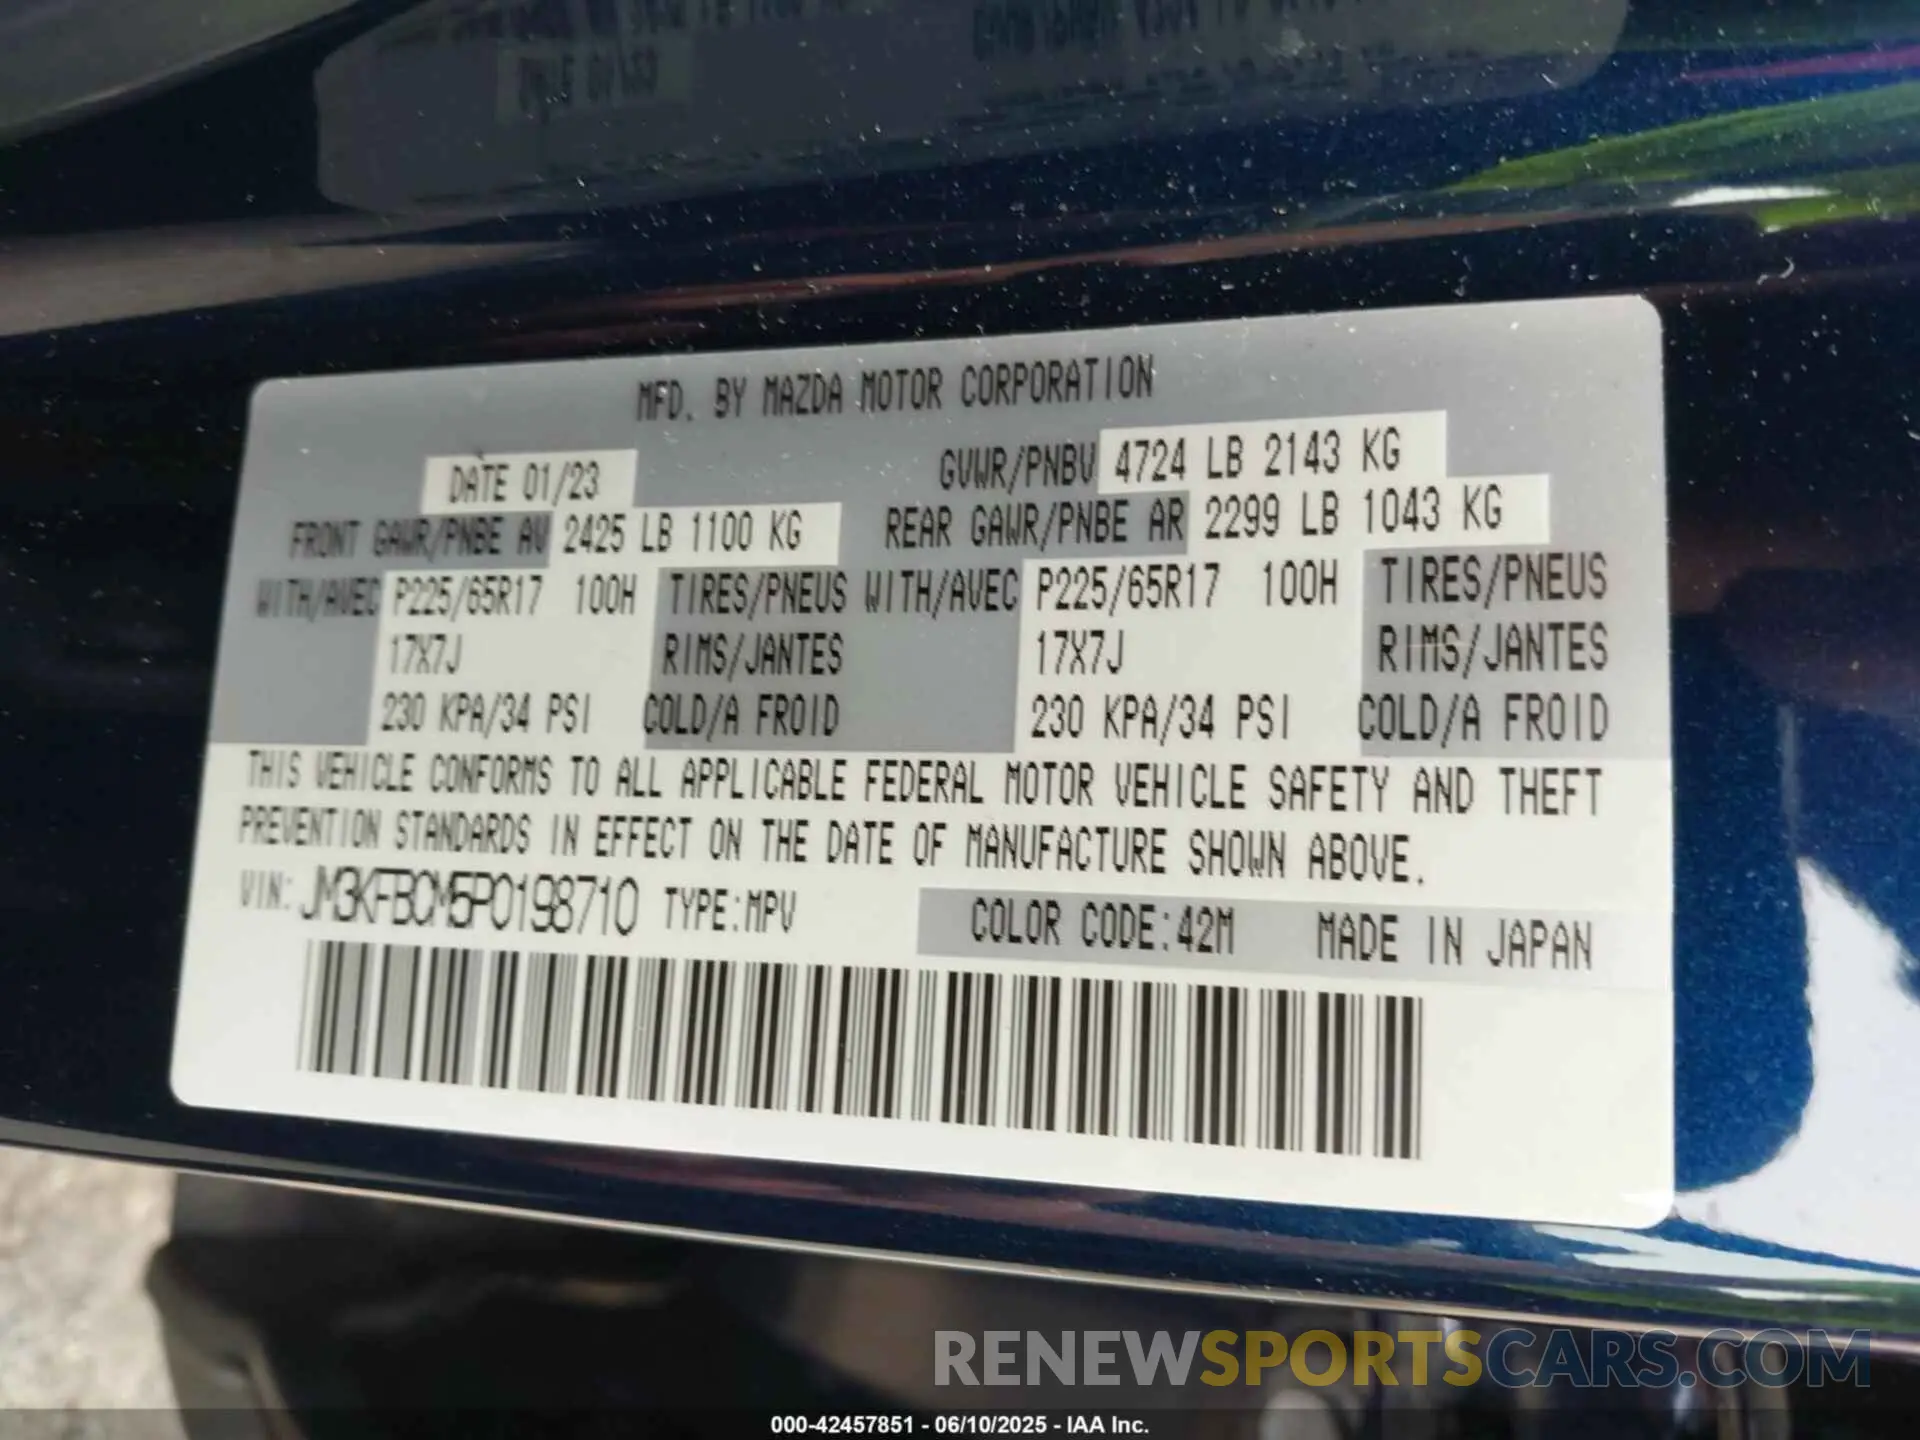 MFD. BY MAZDA MOTOR CORPORATION
DATE 01/23 GVWR/PNBV 4724 LB 2143 KG
FRONT GAWR/PNBE AV 2425 LB 1100 KG REAR GAWR/PNBE AR 2299 LB 1043 KG
WITH/AVEC P225/65R17 100H TIRES/PNEUS WITH/AVEC P225/65R17 100H TIRES/PNEUS
17X7J RIMS/JANTES 17X7J RIMS/JANTES
230 KPA/34 PSI COLD/A FROID 230 KPA/34 PSI COLD/A FROID
THIS VEHICLE CONFORMS TO ALL APPLICABLE FEDERAL MOTOR VEHICLE SAFETY AND THEFT
PREVENTION STANDARDS IN EFFECT ON THE DATE OF MANUFACTURE SHOWN ABOVE.
VIN: JM3KFBCM5P0198710 TYPE:MPV COLOR CODE:42M MADE IN JAPAN
RENEWSPORTSCARS.COM
000-42457851 - 06/10/2025 - IAA Inc.